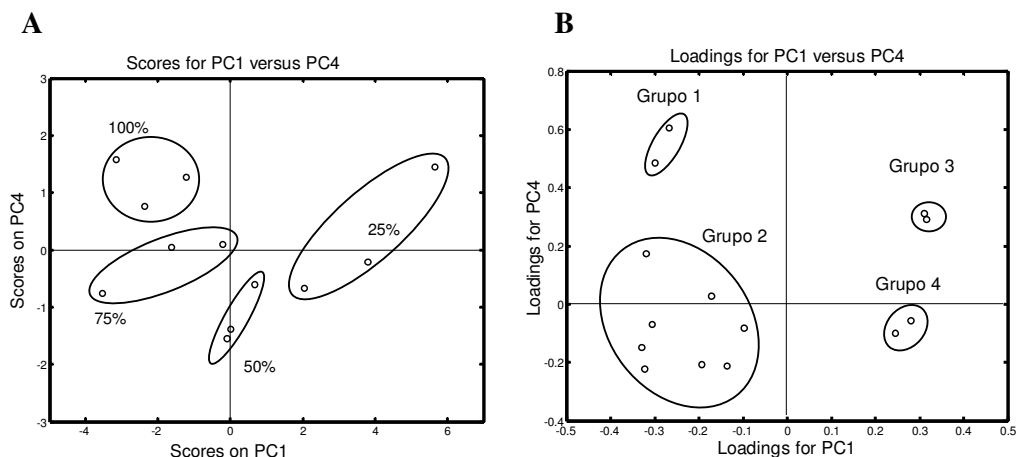 A
Scores for PC1 versus PC4
3
2
1
0
-1
-2
-3
-4
-2
0
2
4
6
Scores on PC4
Scores on PC1
100%
75%
50%
25%
B
Loadings for PC1 versus PC4
0.8
0.6
0.4
0.2
0
-0.2
-0.4
-0.5
-0.4
-0.3
-0.2
-0.1
0
0.1
0.2
0.3
0.4
0.5
Loadings for PC4
Loadings for PC1
Grupo 1
Grupo 2
Grupo 3
Grupo 4